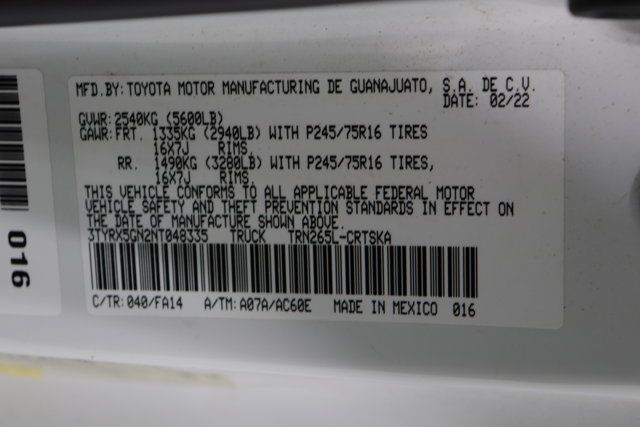 MFD.BY: TOYOTA MOTOR MANUFACTURING DE GUANAJUATO, S.A. DE C.V.
DATE: 02/22
GVWR: 2540KG (5600LB)
GAWR: FRT. 1335KG (2940LB) WITH P245/75R16 TIRES
16X7J RIMS,
RR. 1490KG (3280LB) WITH P245/75R16 TIRES,
16X7J RIMS,
THIS VEHICLE CONFORMS TO ALL APPLICABLE FEDERAL MOTOR
VEHICLE SAFETY AND THEFT PREVENTION STANDARDS IN EFFECT ON
THE DATE OF MANUFACTURE SHOWN ABOVE.
3TYRX5GN2NT048335 TRUCK TRN265L-CRTSKA
C/TR: 040/FA14 A/TM: A07A/AC60E MADE IN MEXICO 016
016